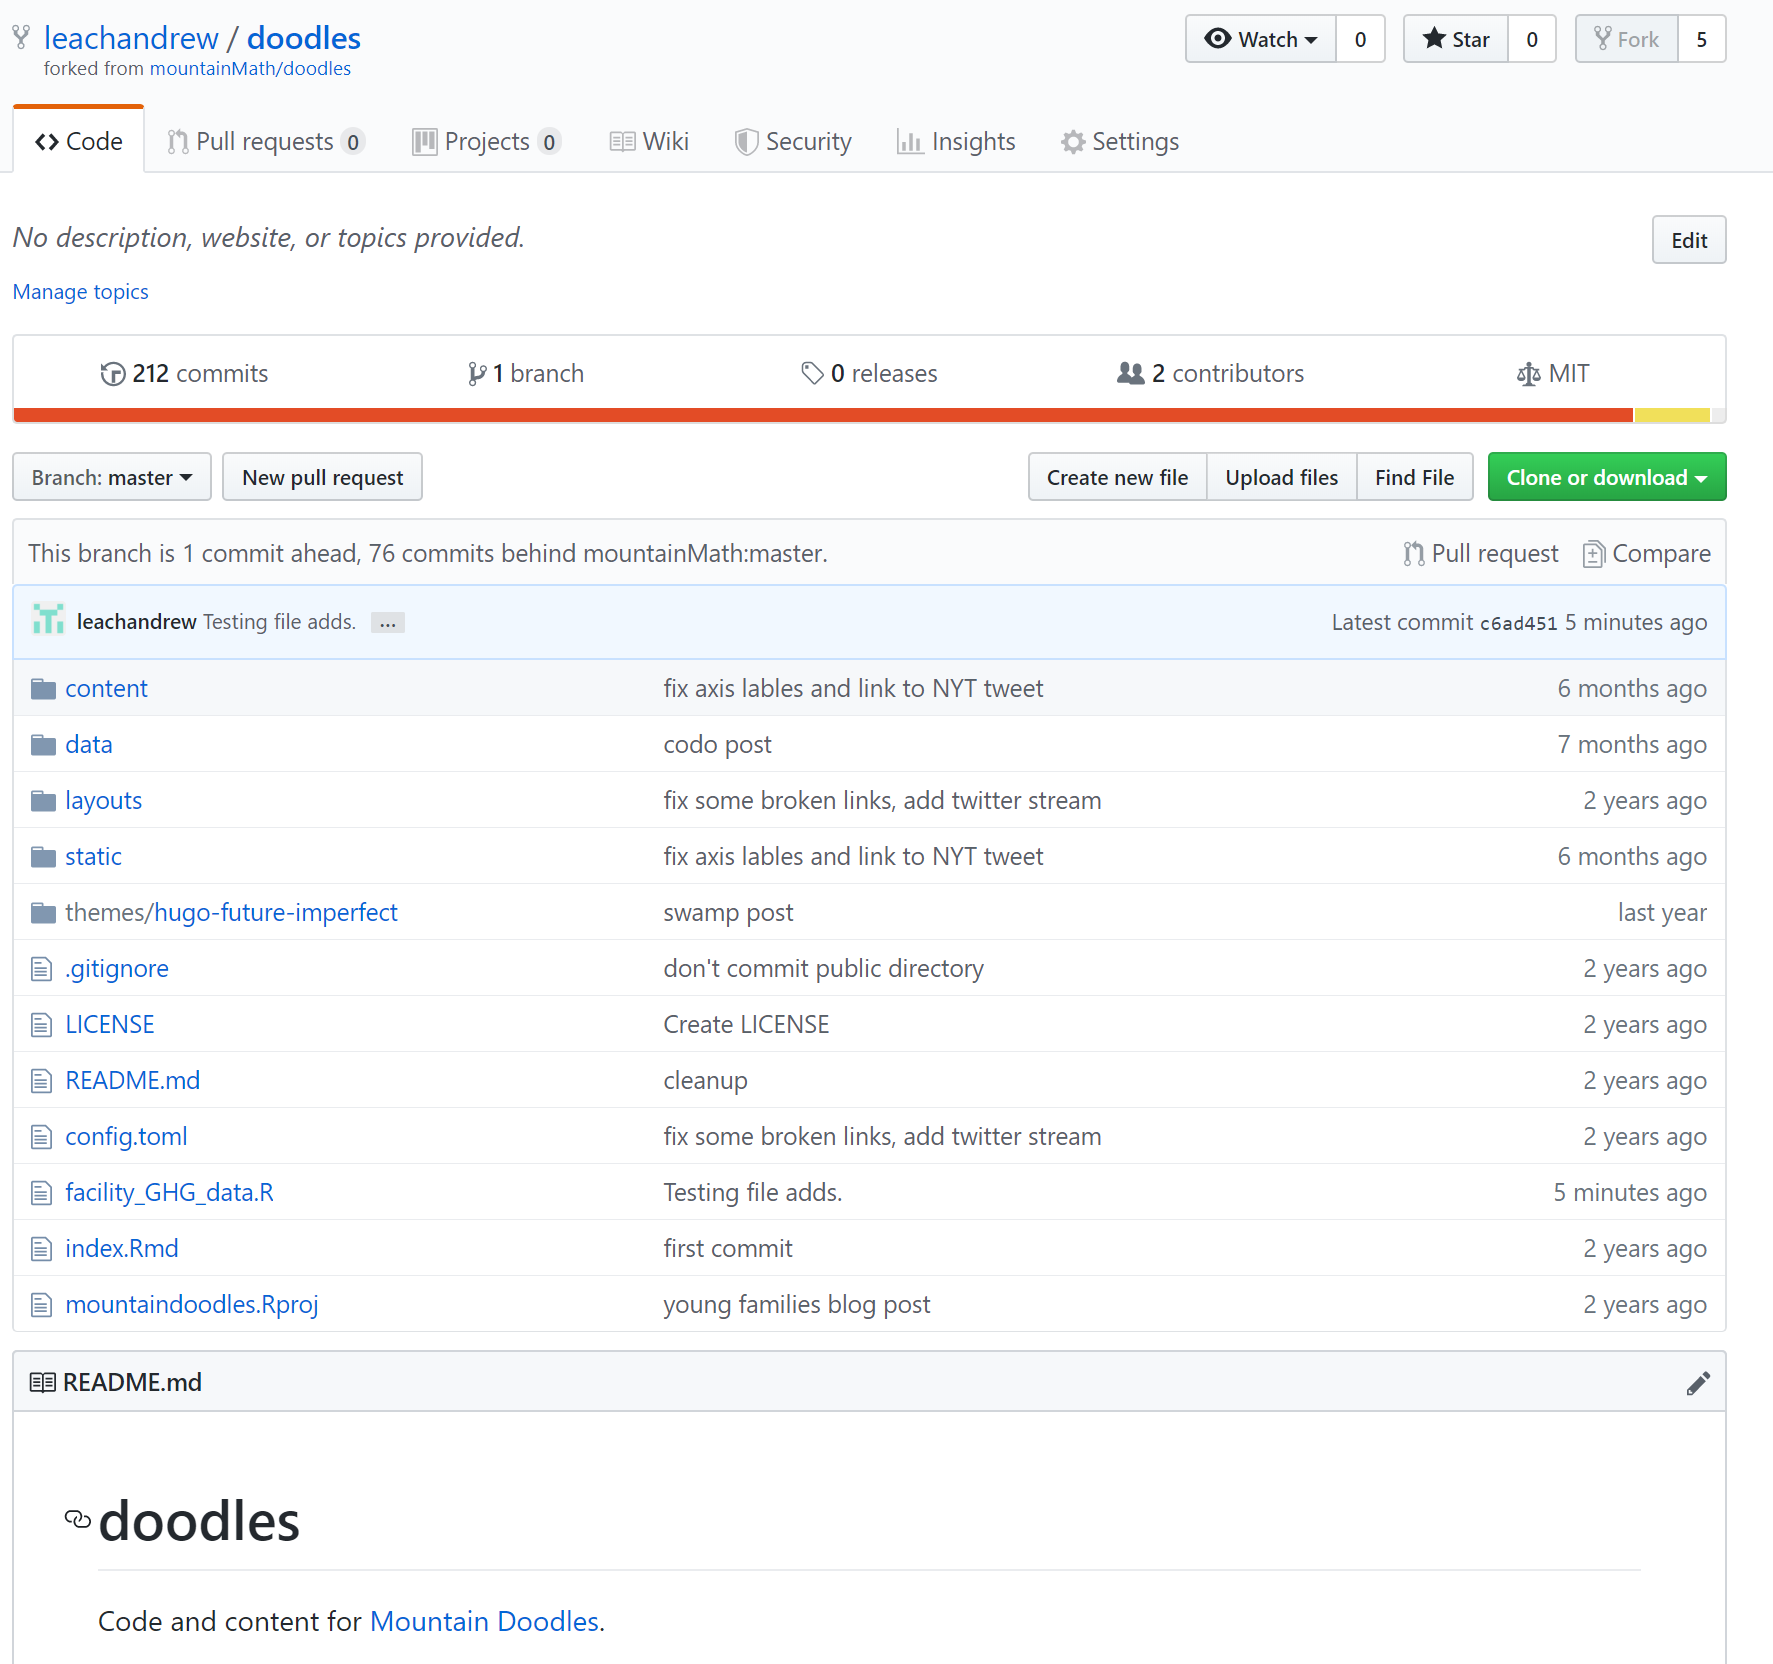 leachandrew / doodles
forked from mountainMath/doodles
Watch 0 Star 0 Fork 5
Code Pull requests 0 Projects 0 Wiki Security Insights Settings
No description, website, or topics provided.
Edit
Manage topics
212 commits 1 branch 0 releases 2 contributors MIT
Branch: master New pull request Create new file Upload files Find File Clone or download
This branch is 1 commit ahead, 76 commits behind mountainMath:master. Pull request Compare
leachandrew Testing file adds. ... Latest commit c6ad451 5 minutes ago
content fix axis lables and link to NYT tweet 6 months ago
data codo post 7 months ago
layouts fix some broken links, add twitter stream 2 years ago
static fix axis lables and link to NYT tweet 6 months ago
themes/hugo-future-imperfect swamp post last year
.gitignore don't commit public directory 2 years ago
LICENSE Create LICENSE 2 years ago
README.md cleanup 2 years ago
config.toml fix some broken links, add twitter stream 2 years ago
facility_GHG_data.R Testing file adds. 5 minutes ago
index.Rmd first commit 2 years ago
mountaindoodles.Rproj young families blog post 2 years ago
README.md
doodles
Code and content for Mountain Doodles.